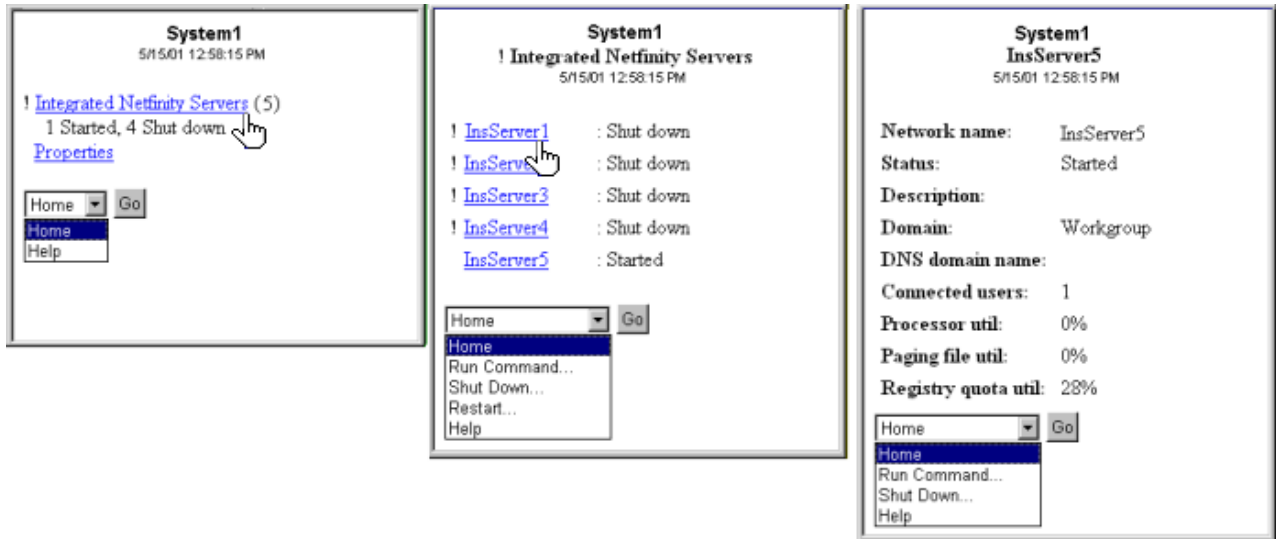 System1
5/15/01 12:58:15 PM
! Integrated Netfinity Servers (5)
1 Started, 4 Shut down
Properties
Home Go
Home
Help
System1
! Integrated Netfinity Servers
5/15/01 12:58:15 PM
! InsServer1 : Shut down
! : Shut down
! InsServer3 : Shut down
! InsServer4 : Shut down
InsServer5 : Started
Home Go
Home
Run Command...
Shut Down...
Restart...
Help
System1
InsServer5
5/15/01 12:58:15 PM
Network name: InsServer5
Status: Started
Description:
Domain: Workgroup
DNS domain name:
Connected users: 1
Processor util: 0%
Paging file util: 0%
Registry quota util: 28%
Home Go
Home
Run Command...
Shut Down...
Help